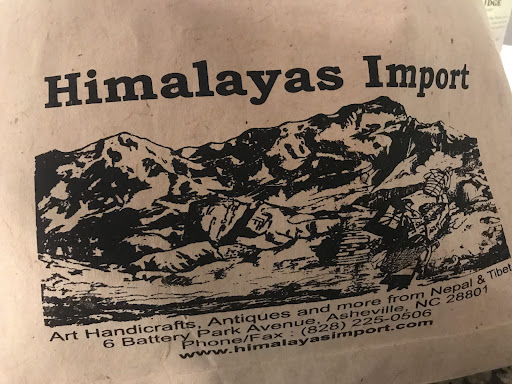 Himalayas Import
Art Handicrafts, Antiques and more from Nepal & Tibet
6 Battery Park Avenue, Asheville, NC 28801
Phone/Fax : (828) 225-0506
www.himalayasimport.com